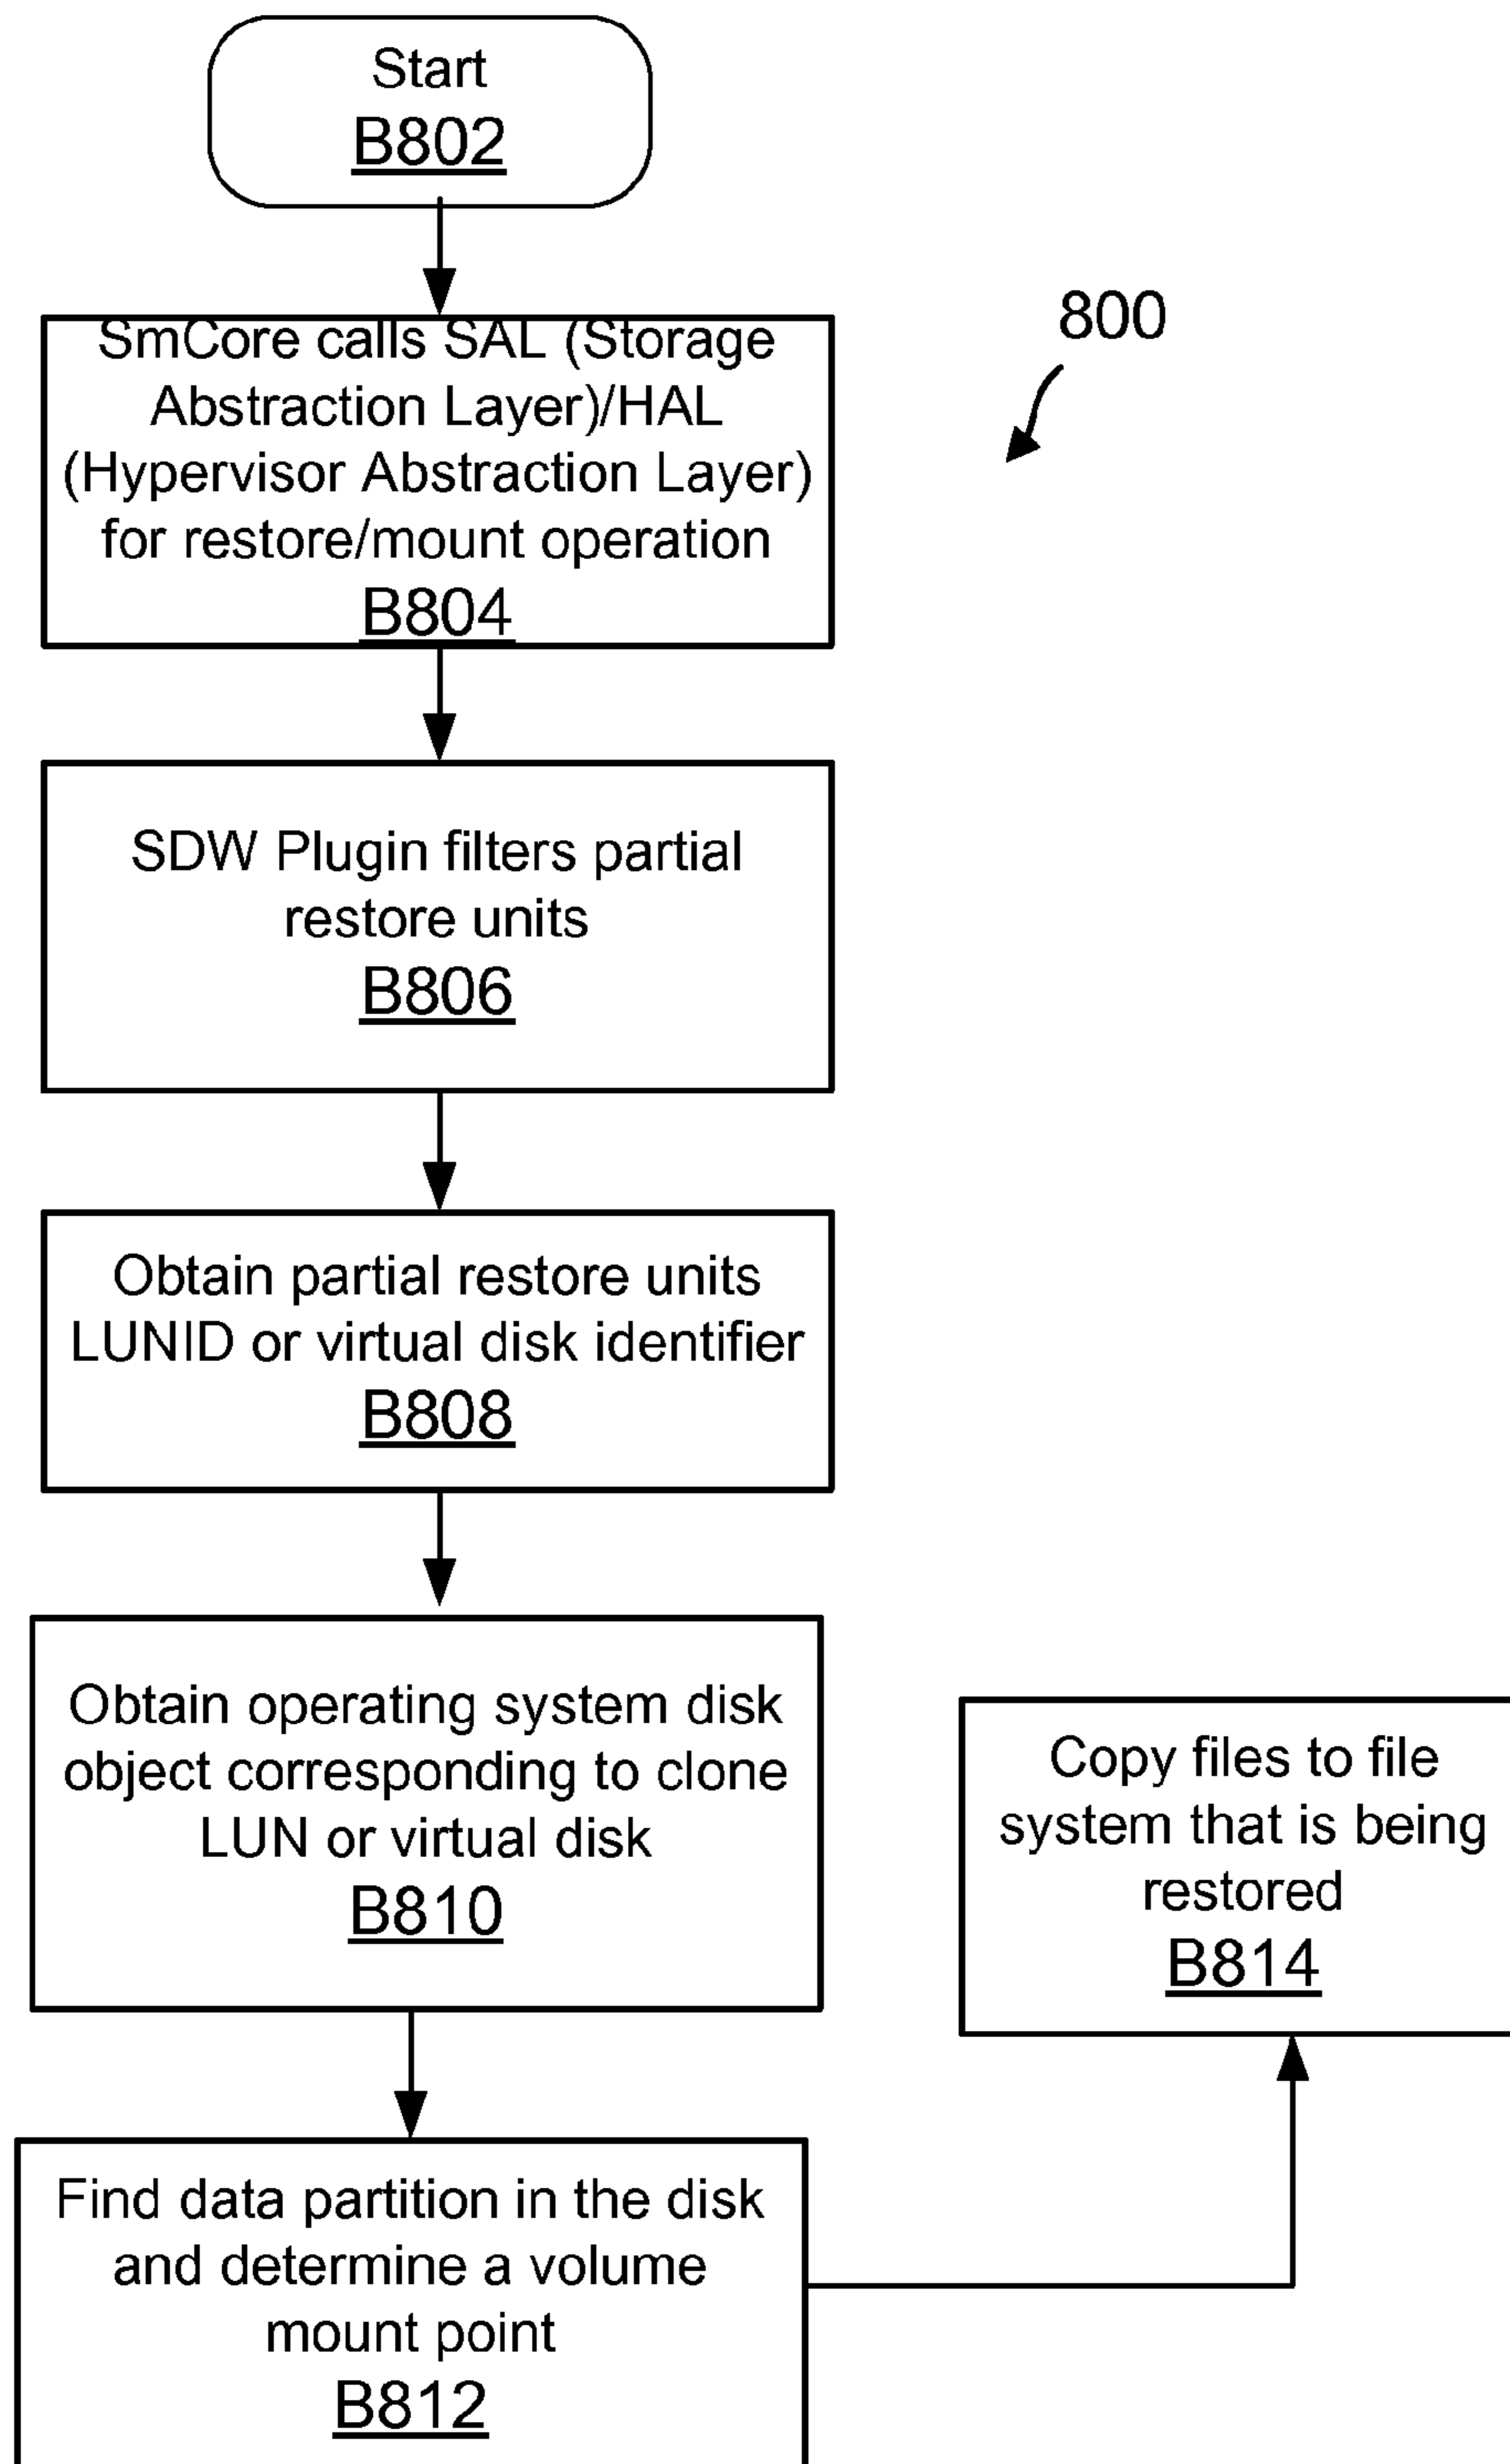 Start
B802
800
SmCore calls SAL (Storage
Abstraction Layer)/HAL
(Hypervisor Abstraction Layer)
for restore/mount operation
B804
SDW Plugin filters partial
restore units
B806
Obtain partial restore units
LUNID or virtual disk identifier
B808
Obtain operating system disk
object corresponding to clone
LUN or virtual disk
B810
Find data partition in the disk
and determine a volume
mount point
B812
Copy files to file
system that is being
restored
B814